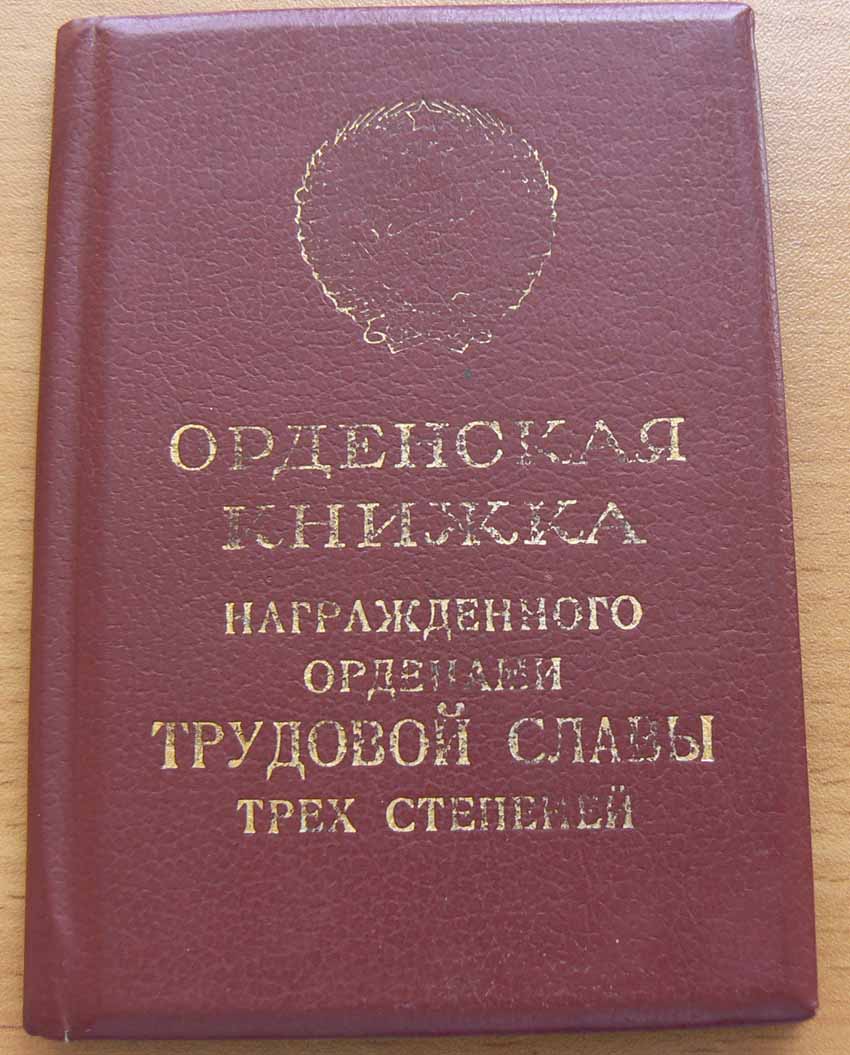 ОРДЕНСКАЯ
КНИЖКА
НАГРАЖДЕННОГО
ОРДЕНАМИ
ТРУДОВОЙ СЛАВЫ
ТРЕХ СТЕПЕНЕЙ